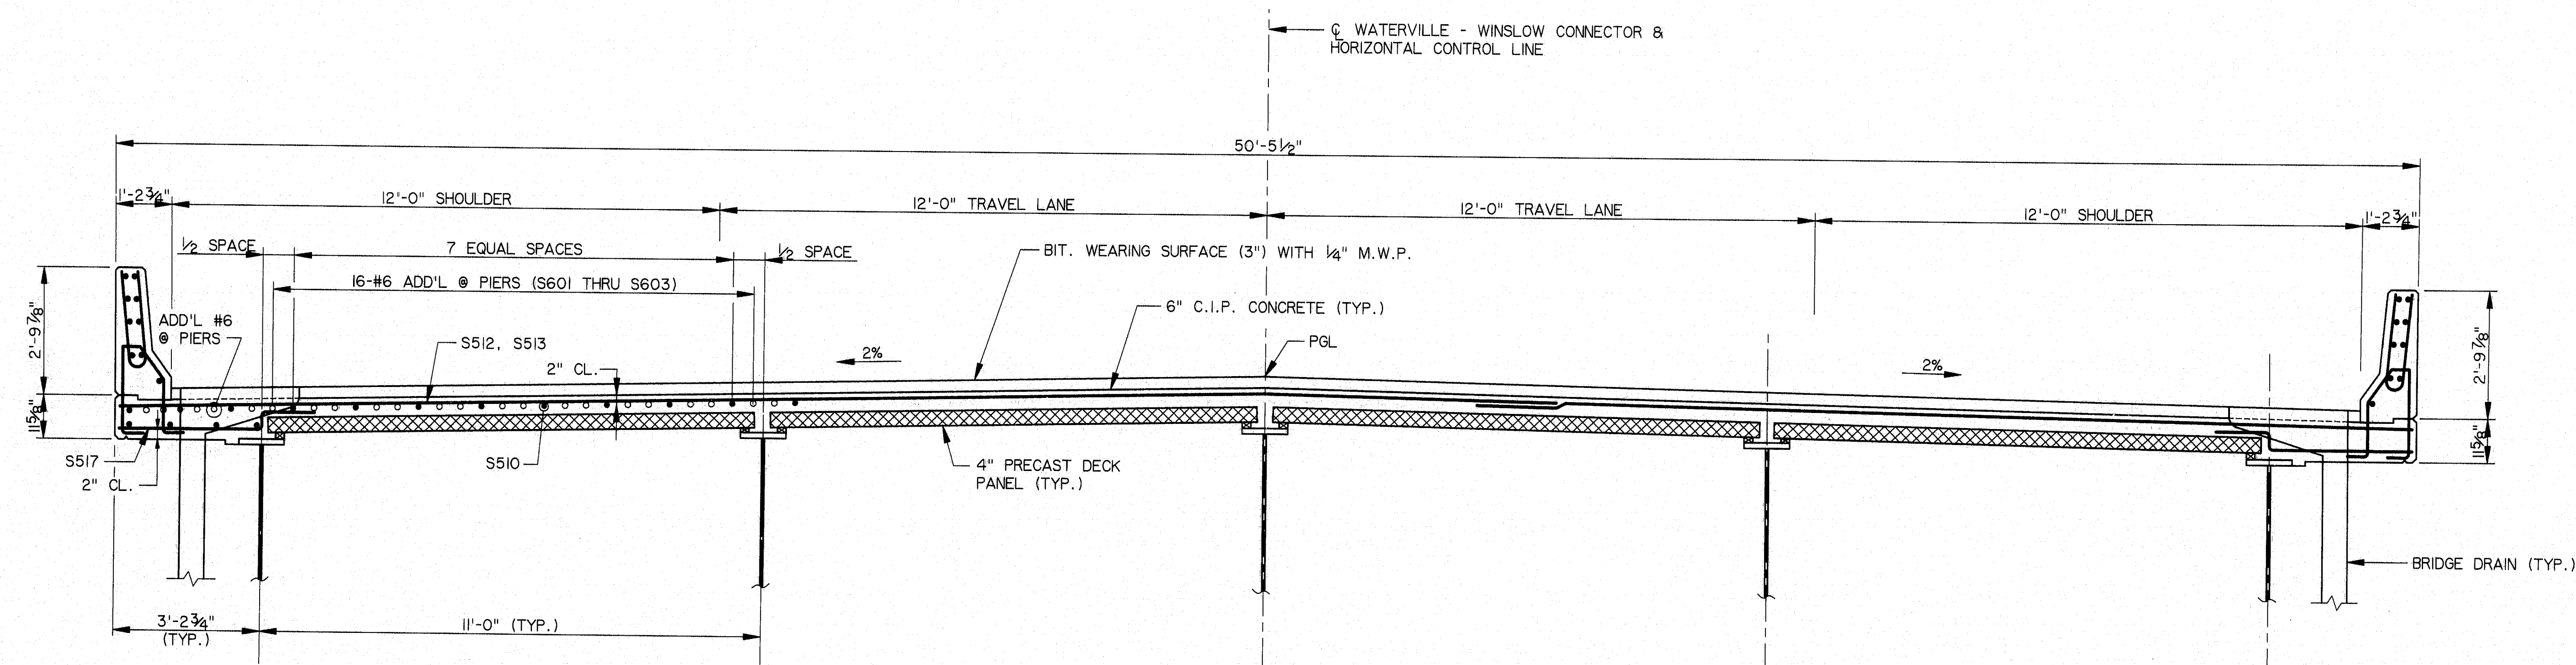 ℄ WATERVILLE - WINSLOW CONNECTOR &
HORIZONTAL CONTROL LINE
50'-5½"
1'-2¾"
12'-0" SHOULDER
12'-0" TRAVEL LANE
12'-0" TRAVEL LANE
12'-0" SHOULDER
1'-2¾"
½ SPACE
7 EQUAL SPACES
½ SPACE
BIT. WEARING SURFACE (3") WITH ¼" M.W.P.
16-#6 ADD'L @ PIERS (S601 THRU S603)
6" C.I.P. CONCRETE (TYP.)
2'-9⅞"
ADD'L #6
@ PIERS
S512, S513
PGL
2'-9⅞"
2%
2" CL.
2%
11⅝"
11⅝"
S517
2" CL.
S510
4" PRECAST DECK
PANEL (TYP.)
BRIDGE DRAIN (TYP.)
3'-2¾"
(TYP.)
11'-0" (TYP.)